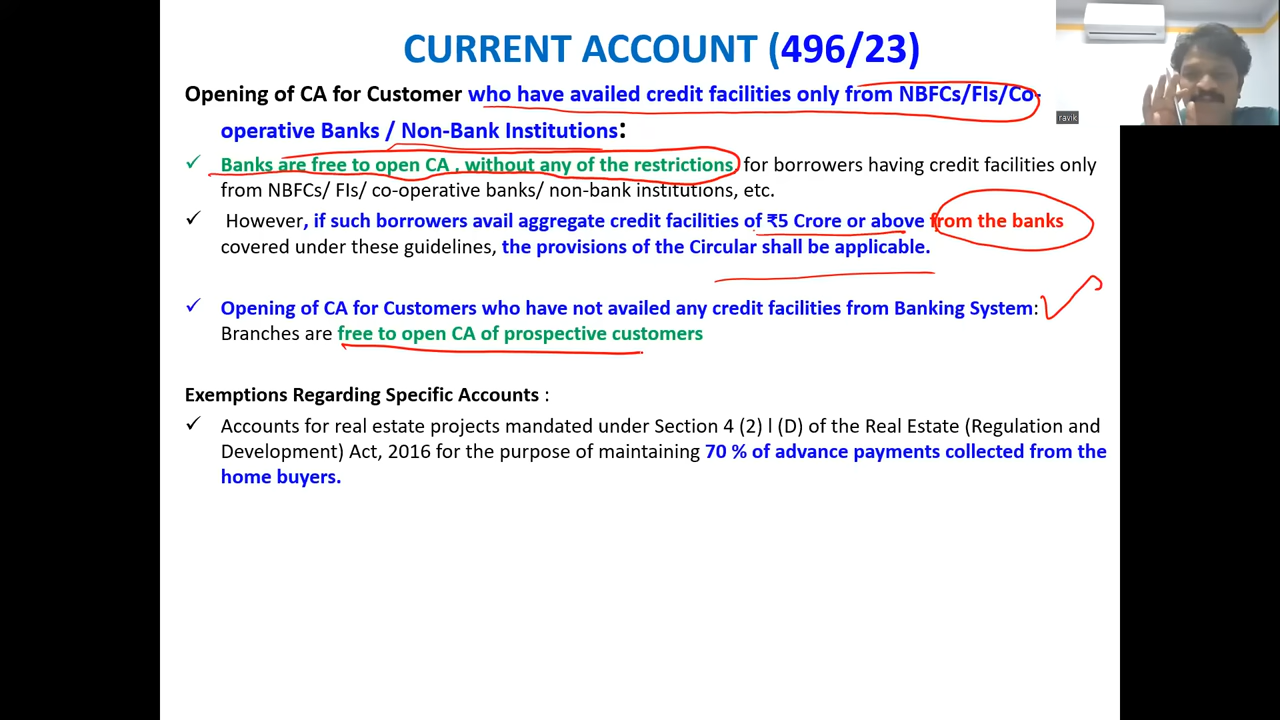 CURRENT ACCOUNT (496/23)
Opening of CA for Customer who have availed credit facilities only from NBFCs/FIs/Co-
operative Banks / Non-Bank Institutions:
✓ Banks are free to open CA , without any of the restrictions, for borrowers having credit facilities only
from NBFCs/ FIs/ co-operative banks/ non-bank institutions, etc.
✓ However, if such borrowers avail aggregate credit facilities of ₹5 Crore or above from the banks
covered under these guidelines, the provisions of the Circular shall be applicable.
✓ Opening of CA for Customers who have not availed any credit facilities from Banking System:
Branches are free to open CA of prospective customers
Exemptions Regarding Specific Accounts :
✓ Accounts for real estate projects mandated under Section 4 (2) l (D) of the Real Estate (Regulation and
Development) Act, 2016 for the purpose of maintaining 70 % of advance payments collected from the
home buyers.
ravik